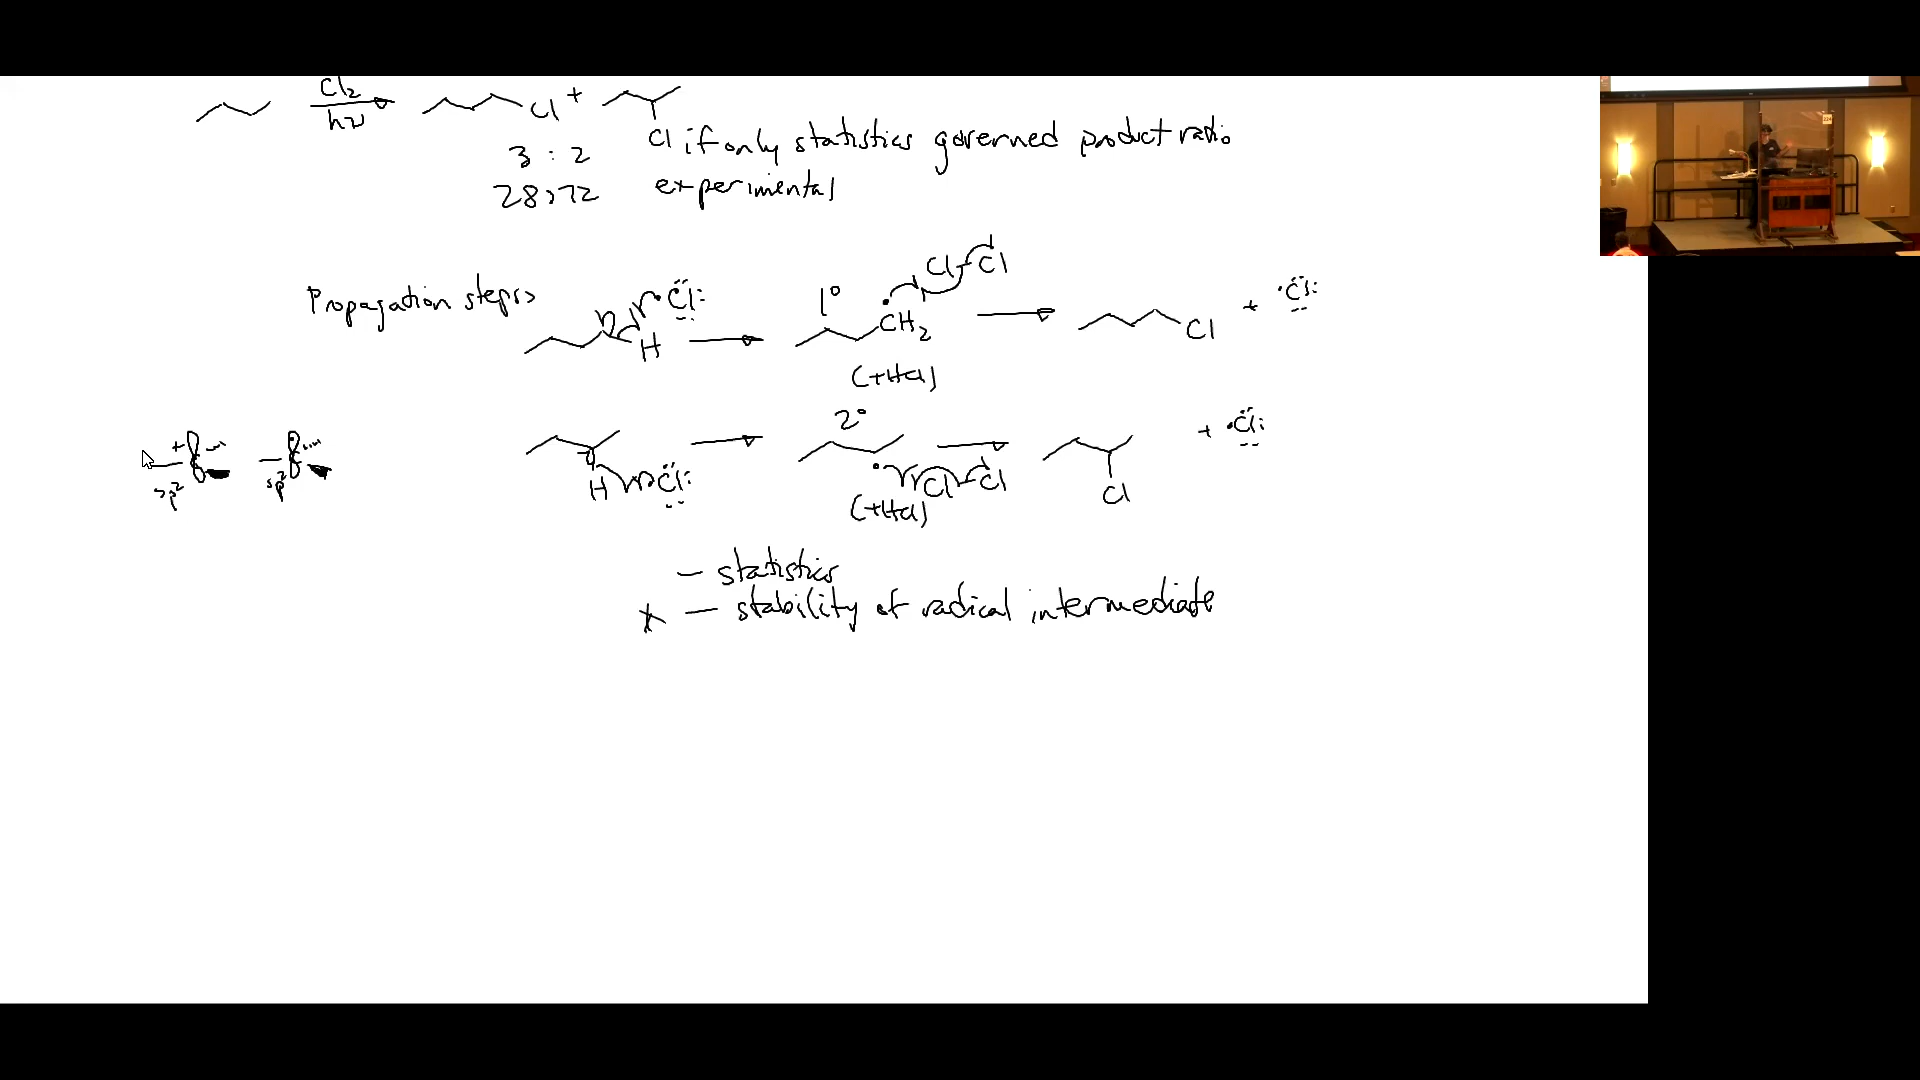 Cl2
hν
Cl + Cl
3 : 2 if only statistics governed product ratio
28:72 experimental
Propagation steps:
H ·Cl: 1° ·CH2 Cl-Cl Cl + ·Cl:
(+HCl)
+ sp2 · sp2
H ·Cl: 2° · Cl-Cl Cl + ·Cl:
(+HCl)
- statistics
* - stability of radical intermediate